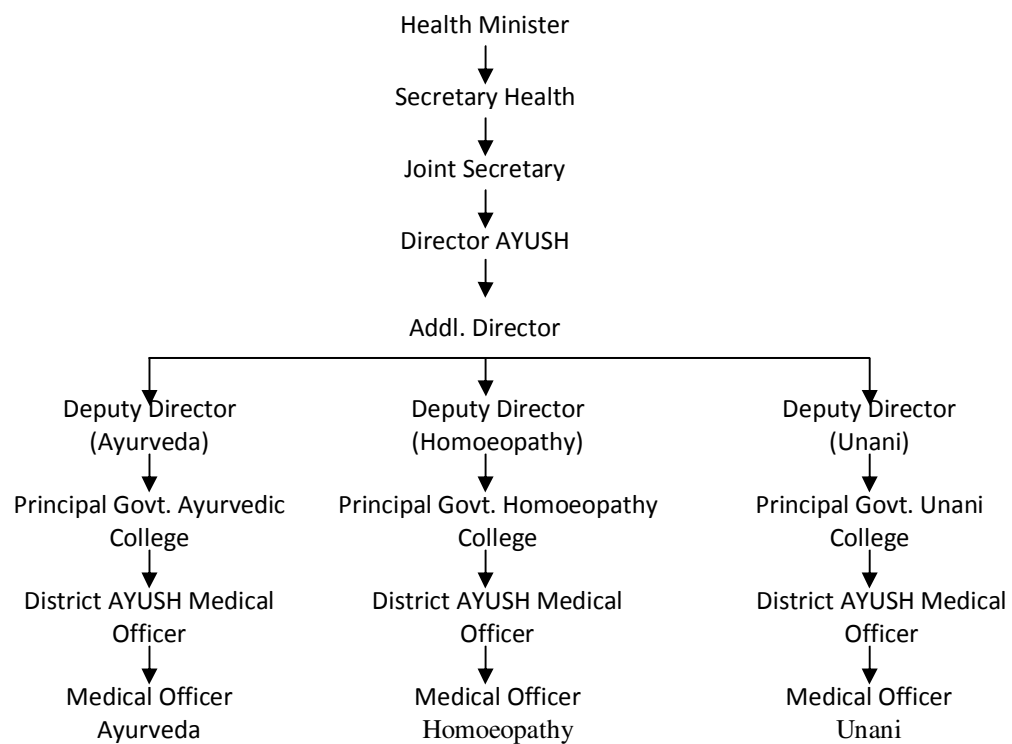 Health Minister
Secretary Health
Joint Secretary
Director AYUSH
Addl. Director
Deputy Director
(Ayurveda)
Deputy Director
(Homoeopathy)
Deputy Director
(Unani)
Principal Govt. Ayurvedic
College
Principal Govt. Homoeopathy
College
Principal Govt. Unani
College
District AYUSH Medical
Officer
District AYUSH Medical
Officer
District AYUSH Medical
Officer
Medical Officer
Ayurveda
Medical Officer
Homoeopathy
Medical Officer
Unani